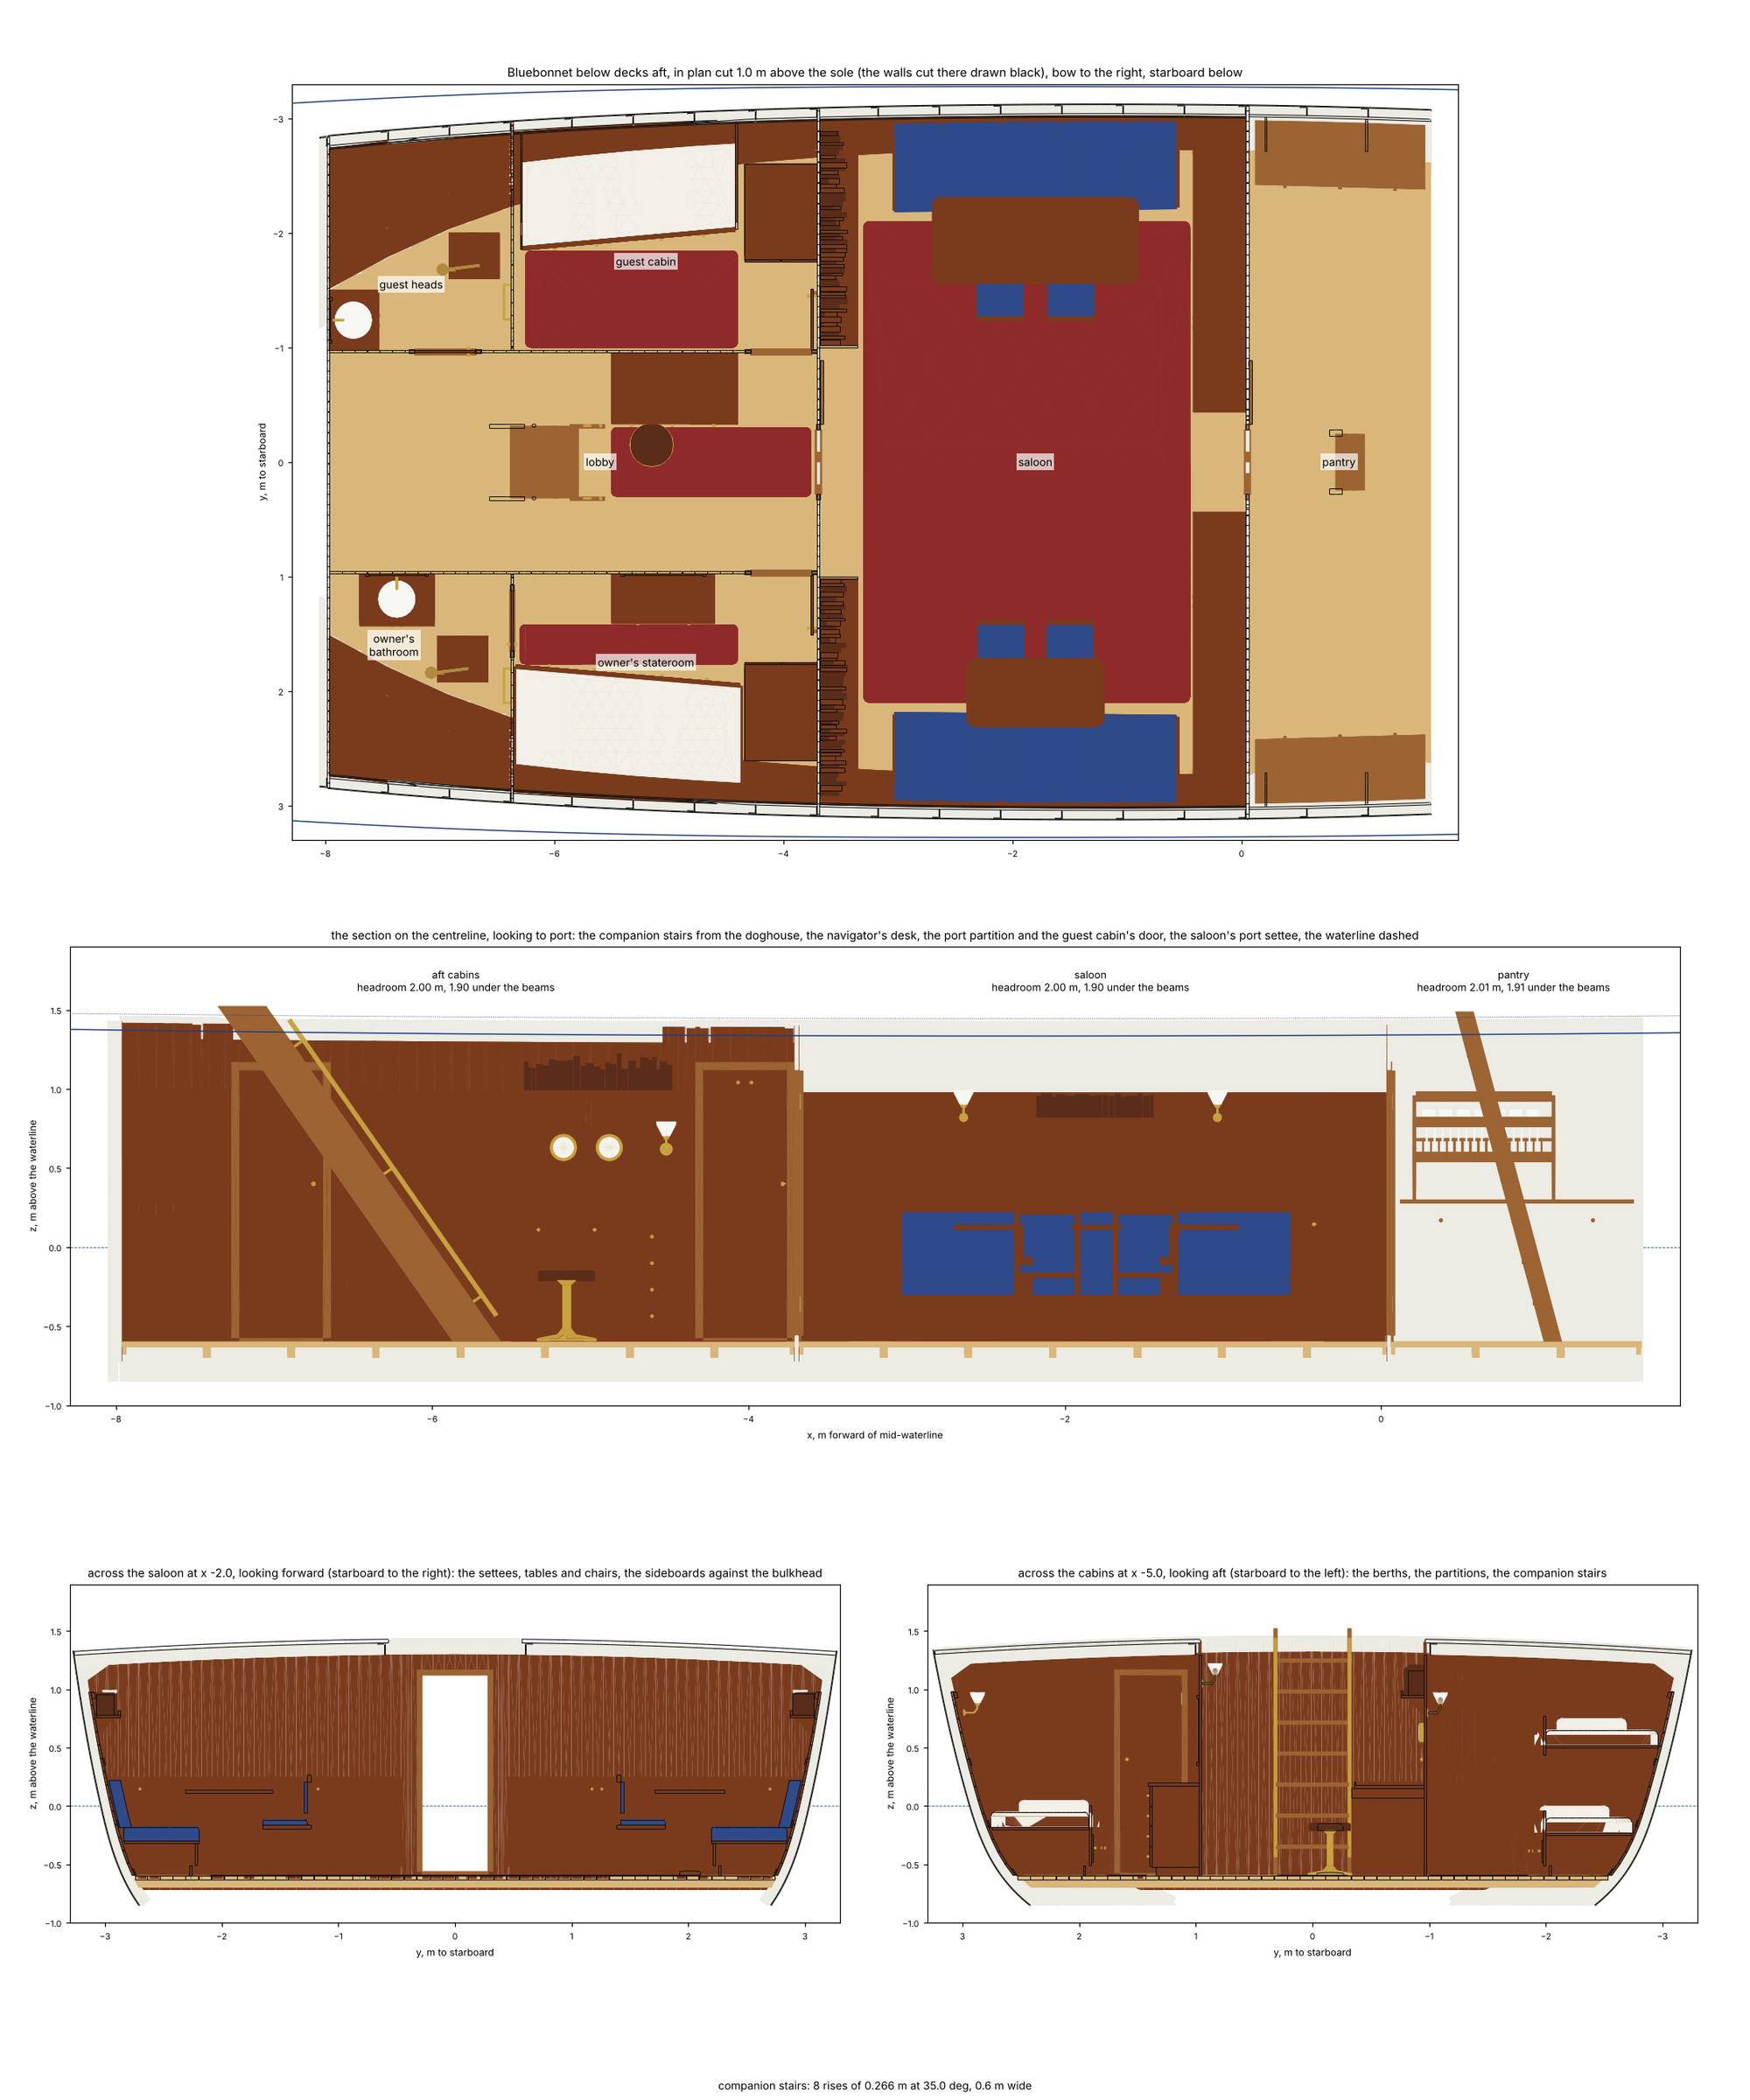 Bluebonnet below decks aft, in plan cut 1.0 m above the sole (the walls cut there drawn black), bow to the right, starboard below
−3
−2
−1
0
1
2
3
y, m to starboard
guest cabin
guest heads
lobby
saloon
pantry
owner's
bathroom
owner's stateroom
−8
−6
−4
−2
0
the section on the centreline, looking to port: the companion stairs from the doghouse, the navigator's desk, the port partition and the guest cabin's door, the saloon's port settee, the waterline dashed
aft cabins
headroom 2.00 m, 1.90 under the beams
saloon
headroom 2.00 m, 1.90 under the beams
pantry
headroom 2.01 m, 1.91 under the beams
1.5
1.0
0.5
0.0
−0.5
−1.0
z, m above the waterline
−8
−6
−4
−2
0
x, m forward of mid-waterline
across the saloon at x -2.0, looking forward (starboard to the right): the settees, tables and chairs, the sideboards against the bulkhead
1.5
1.0
0.5
0.0
−0.5
−1.0
z, m above the waterline
−3
−2
−1
0
1
2
3
y, m to starboard
across the cabins at x -5.0, looking aft (starboard to the left): the berths, the partitions, the companion stairs
1.5
1.0
0.5
0.0
−0.5
−1.0
z, m above the waterline
3
2
1
0
−1
−2
−3
y, m to starboard
companion stairs: 8 rises of 0.266 m at 35.0 deg, 0.6 m wide